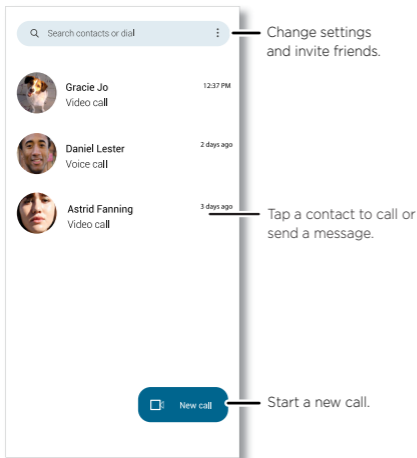 Search contacts or dial
Change settings
and invite friends.
Gracie Jo
12:37 PM
Video call
Daniel Lester
2 days ago
Voice call
Astrid Fanning
3 days ago
Video call
Tap a contact to call or
send a message.
New call
Start a new call.